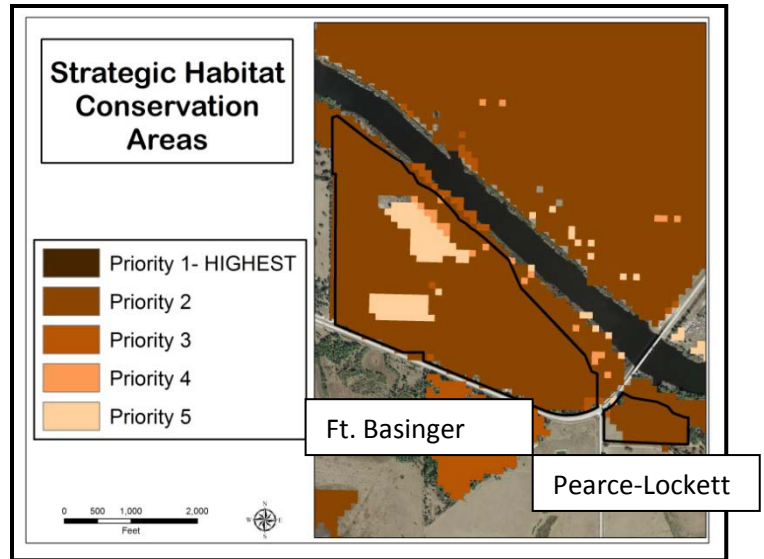 Strategic Habitat
Conservation
Areas
Priority 1- HIGHEST
Priority 2
Priority 3
Priority 4
Priority 5
0 500 1,000 2,000
Feet
N
W E
S
Ft. Basinger
Pearce-Lockett